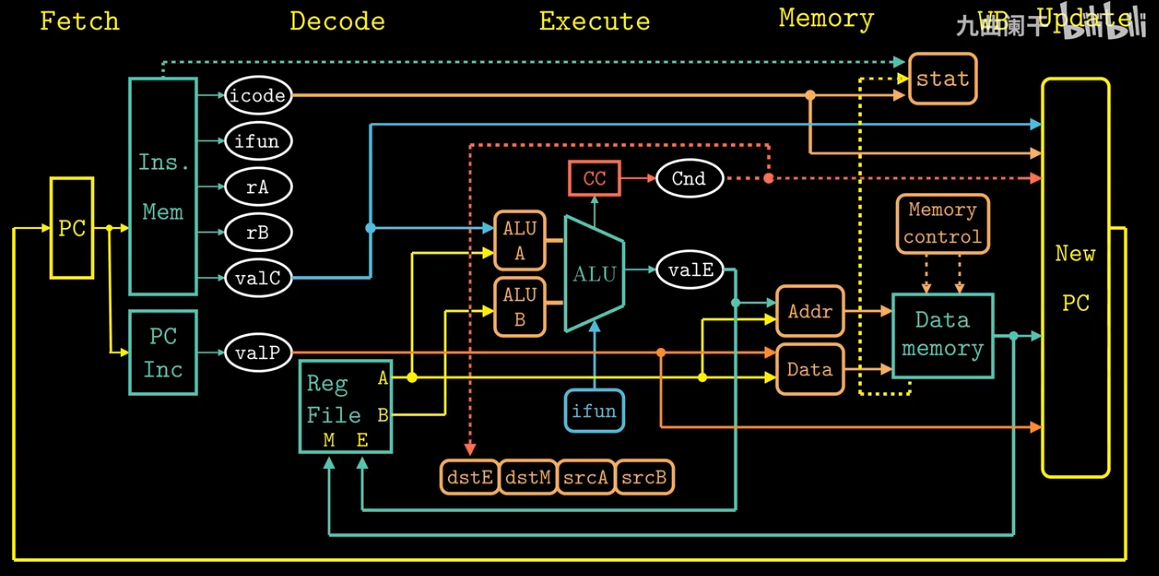 Fetch
Decode
Execute
Memory
WB
Update
九曲阑干
bilibili
stat
icode
ifun
rA
rB
valC
Ins.
Mem
PC
PC
Inc
valP
CC
Cnd
ALU
A
ALU
B
ALU
valE
ifun
Reg
File
A
B
M
E
dstE
dstM
srcA
srcB
Memory
control
Addr
Data
Data
memory
New
PC